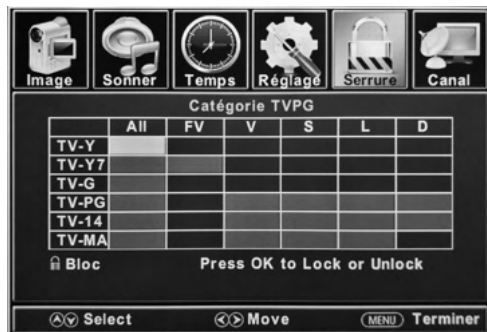 Image Sonner Temps Réglage Serrure Canal
Catégorie TVPG
All FV V S L D
TV-Y
TV-Y7
TV-G
TV-PG
TV-14
TV-MA
Bloc Press OK to Lock or Unlock
Select Move MENU Terminer